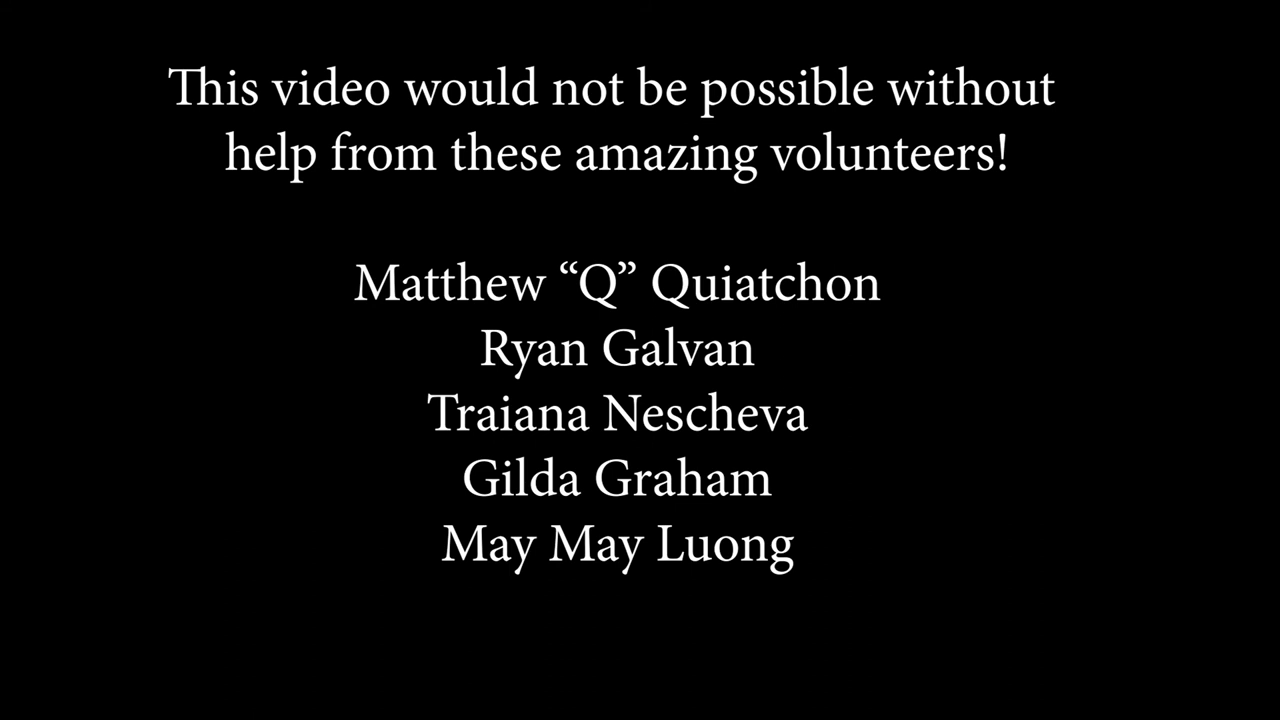 This video would not be possible without
help from these amazing volunteers!
Matthew “Q” Quiatchon
Ryan Galvan
Traiana Nescheva
Gilda Graham
May May Luong